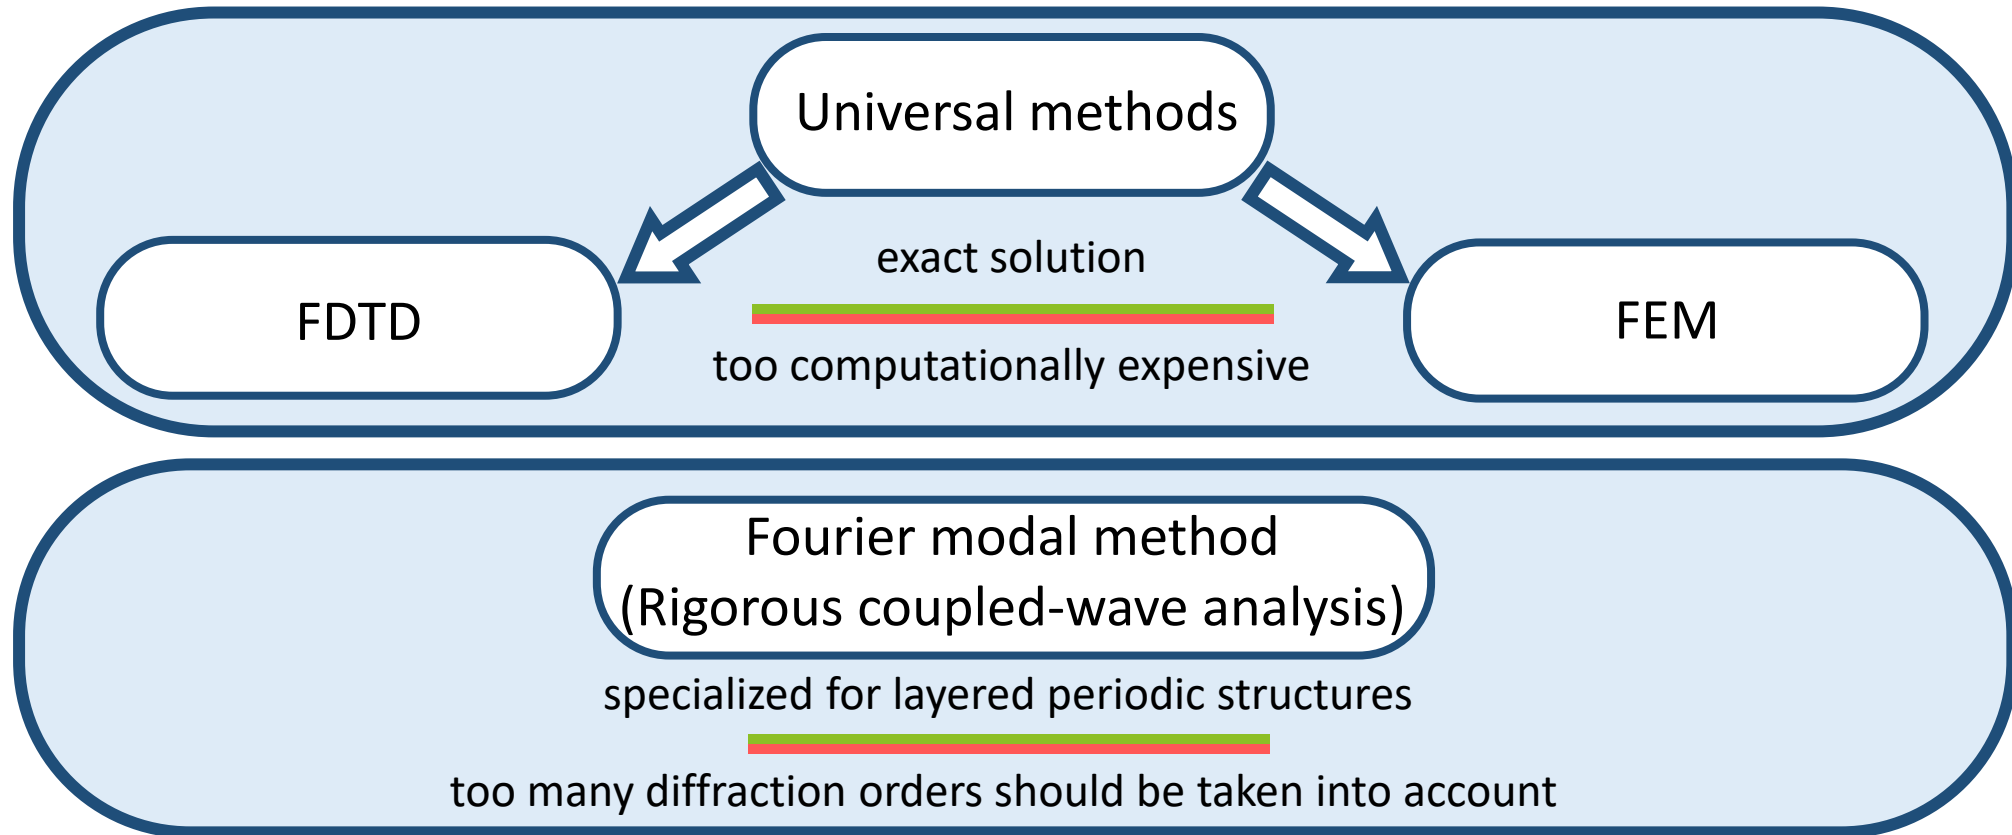 Universal methods
exact solution
FDTD
FEM
too computationally expensive
Fourier modal method
(Rigorous coupled-wave analysis)
specialized for layered periodic structures
too many diffraction orders should be taken into account